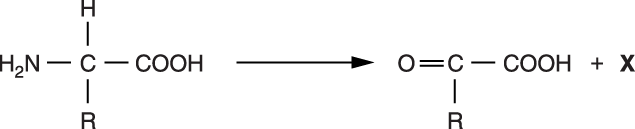 H
H₂N—C—COOH → O=C—COOH + X
R R